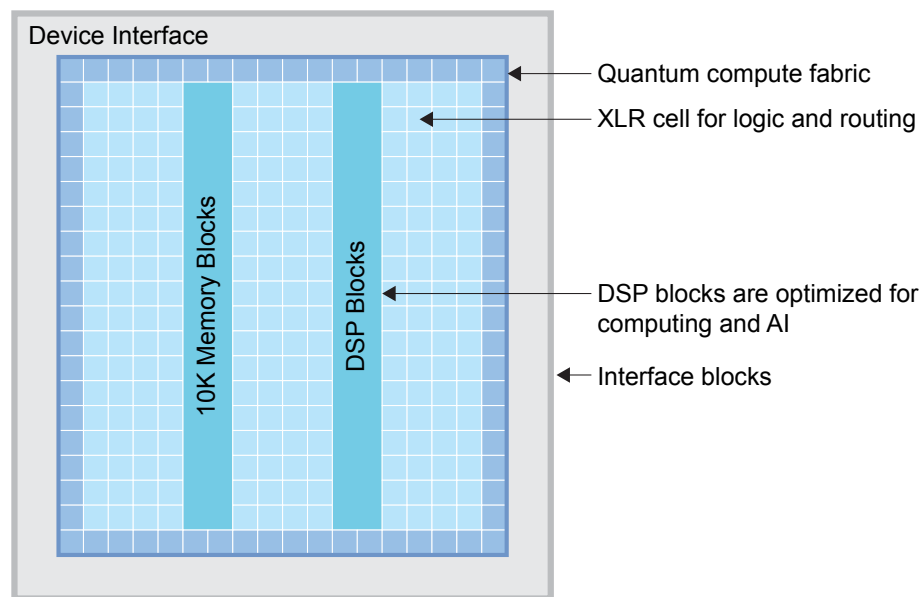 Device Interface
Quantum compute fabric
XLR cell for logic and routing
10K Memory Blocks
DSP Blocks
DSP blocks are optimized for
computing and AI
Interface blocks